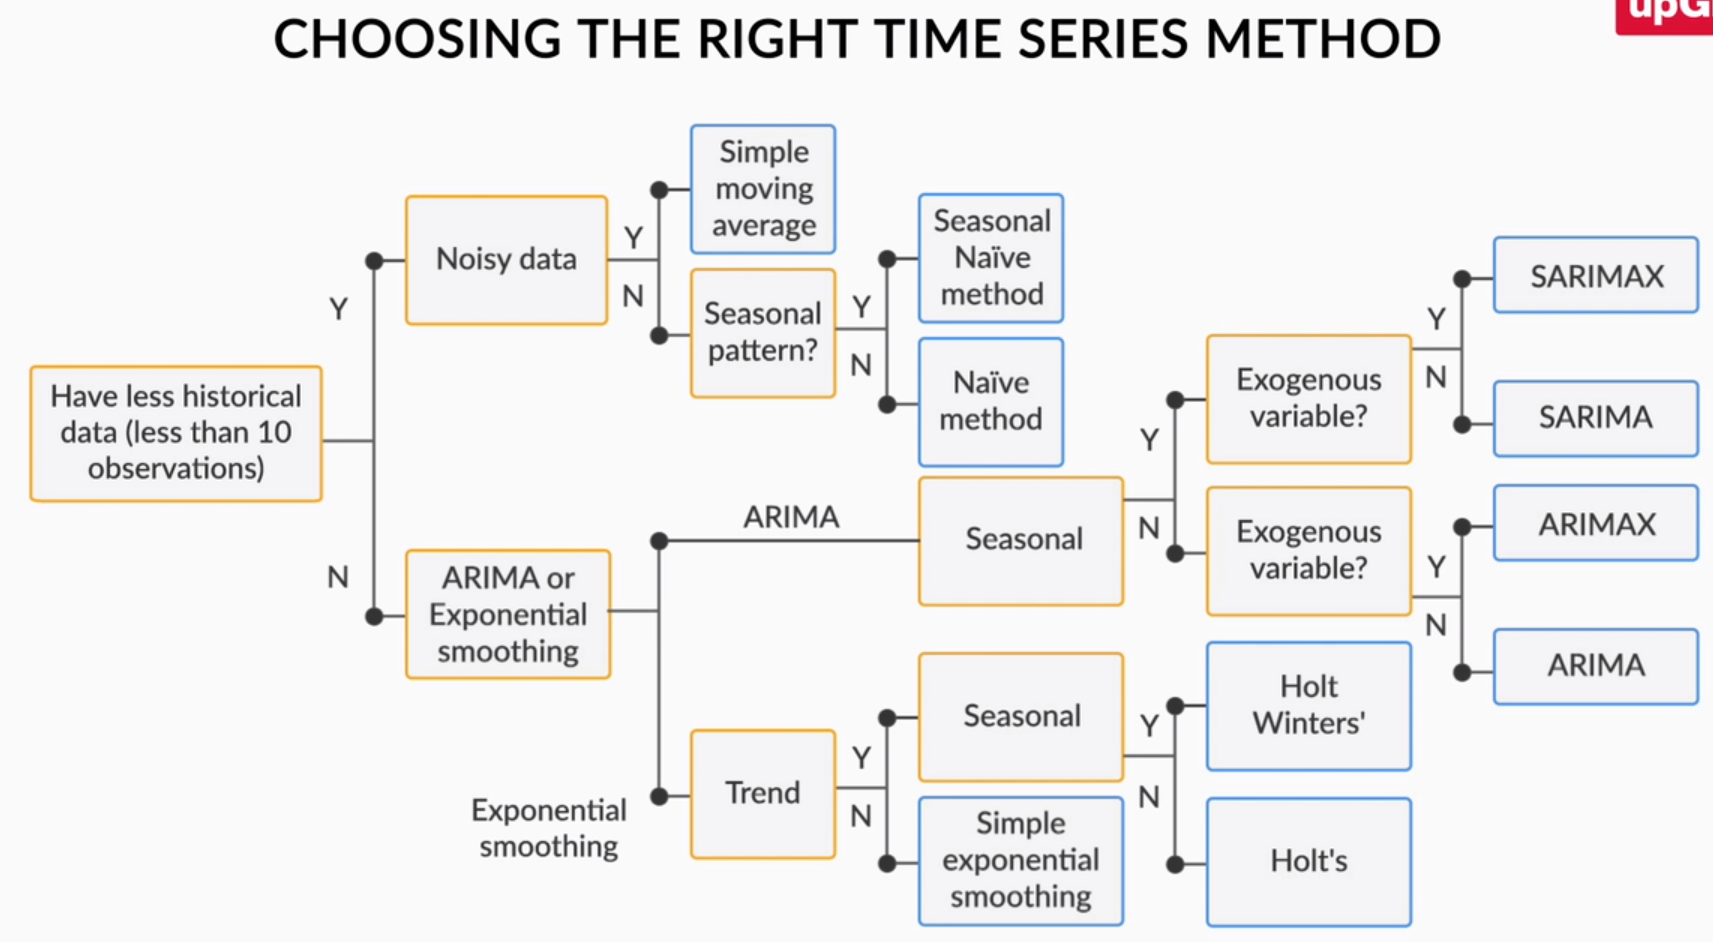 upG
CHOOSING THE RIGHT TIME SERIES METHOD
Have less historical
data (less than 10
observations)
Y
N
Noisy data
Y
N
Simple
moving
average
Seasonal
pattern?
Y
N
Seasonal
Naïve
method
Naïve
method
ARIMA or
Exponential
smoothing
ARIMA
Seasonal
Y
N
Exogenous
variable?
Y
N
SARIMAX
SARIMA
Exogenous
variable?
Y
N
ARIMAX
ARIMA
Exponential
smoothing
Trend
Y
N
Seasonal
Y
N
Holt
Winters'
Holt's
Simple
exponential
smoothing